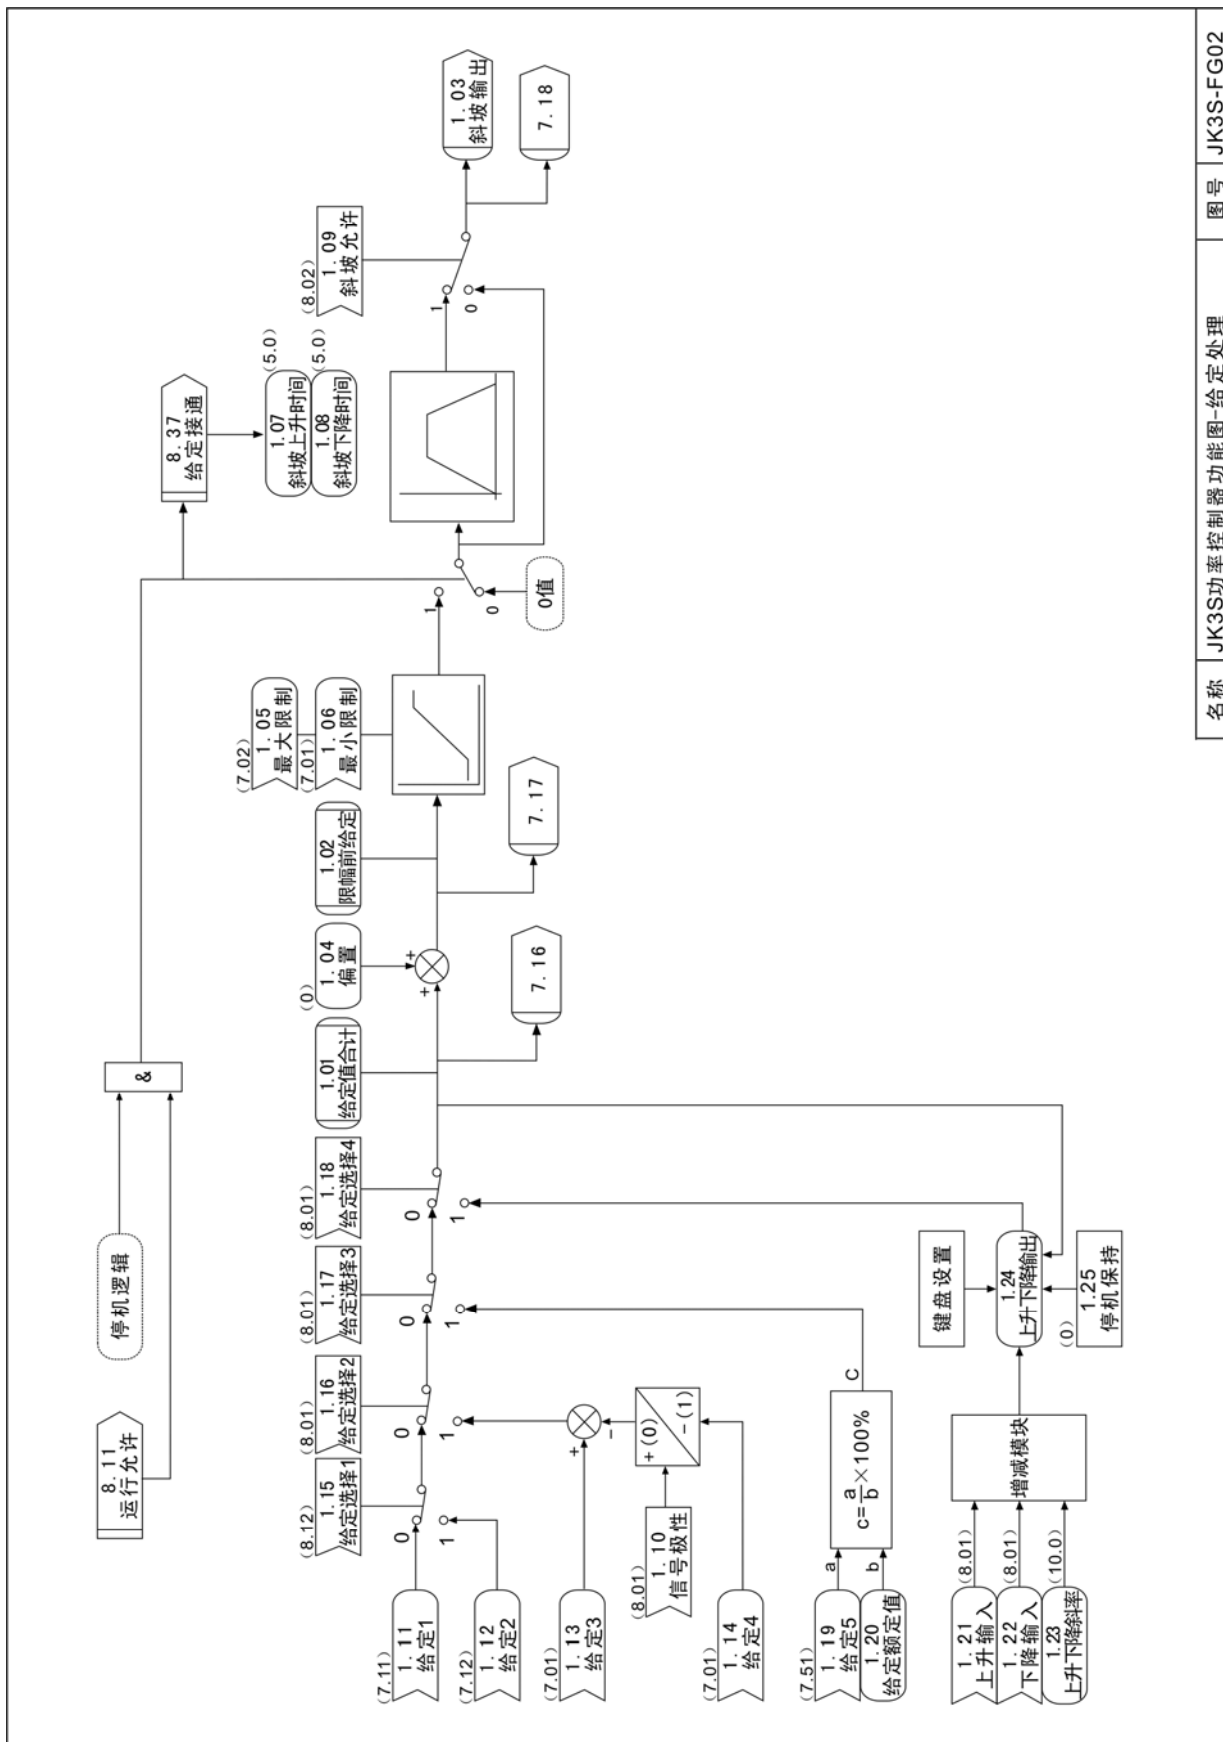 (8.12)
1.15
给定选择1
(8.01)
1.16
给定选择2
(8.01)
1.17
给定选择3
(8.01)
1.18
给定选择4
8.11
运行允许
停机逻辑
&
8.37
给定接通
1.01
给定值合计
(0)
1.04
偏置
1.02
限幅前给定
(7.02)
1.05
最大限制
(7.01)
1.06
最小限制
1.07
斜坡上升时间
(5.0)
1.08
斜坡下降时间
(5.0)
(8.02)
1.09
斜坡允许
1.03
斜坡输出
7.18
(7.11)
1.11
给定1
0
1
(7.12)
1.12
给定2
0
1
0
1
0
1
+
+
7.16
7.17
1
0
0值
1
0
(7.01)
1.13
给定3
+
-
(8.01)
1.10
信号极性
+(0)
-(1)
(7.01)
1.14
给定4
(7.51)
1.19
给定5
1.20
给定额定值
a
b
c=a/b×100%
C
1.21
上升输入
(8.01)
1.22
下降输入
(8.01)
1.23
上升下降斜率
(10.0)
增减模块
键盘设置
1.24
上升下降输出
(0)
1.25
停机保持
名称
JK3S功率控制器功能图-给定处理
图号
JK3S-FG02